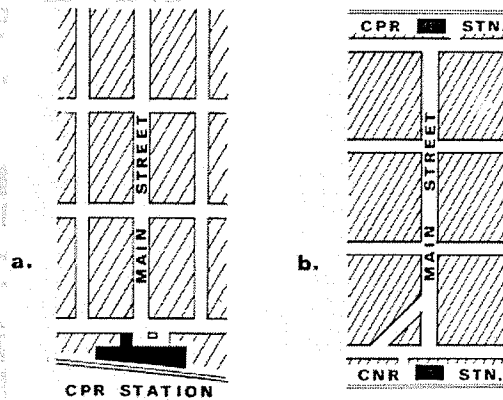 a.
MAIN STREET
CPR STATION
b.
CPR STN.
MAIN STREET
CNR STN.